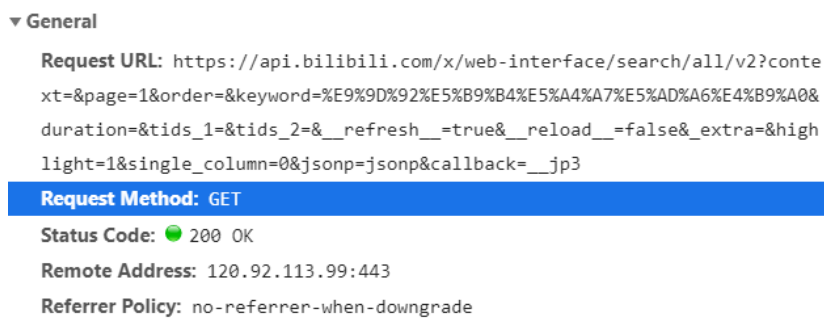 General
Request URL: https://api.bilibili.com/x/web-interface/search/all/v2?conte
xt=&page=1&order=&keyword=%E9%9D%92%E5%B9%B4%E5%A4%A7%E5%AD%A6%E4%B9%A0&
duration=&tids_1=&tids_2=&__refresh__=true&__reload__=false&_extra=&high
light=1&single_column=0&jsonp=jsonp&callback=__jp3
Request Method: GET
Status Code: 200 OK
Remote Address: 120.92.113.99:443
Referrer Policy: no-referrer-when-downgrade